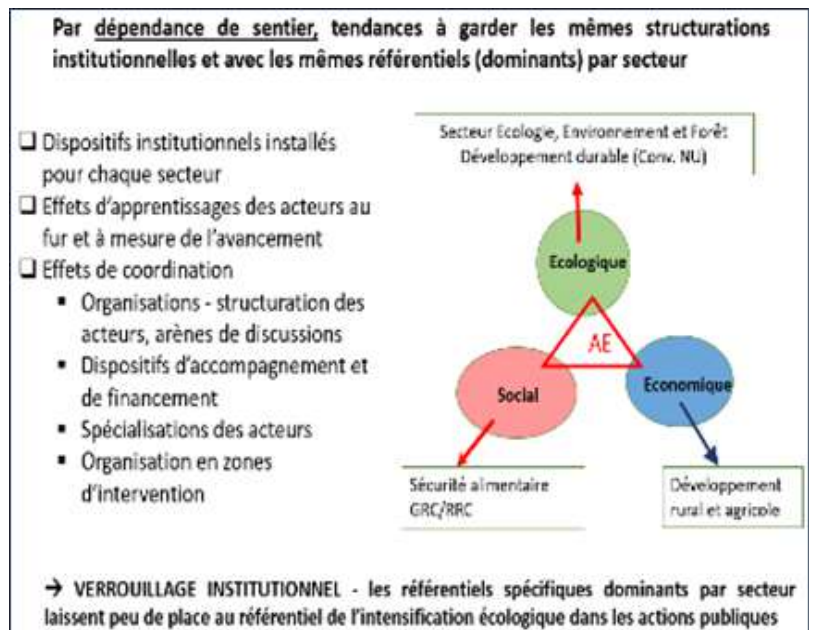 Par dépendance de sentier, tendances à garder les mêmes structurations
institutionnelles et avec les mêmes référentiels (dominants) par secteur
❑ Dispositifs institutionnels installés
pour chaque secteur
❑ Effets d'apprentissages des acteurs au
fur et à mesure de l'avancement
❑ Effets de coordination
▪ Organisations - structuration des
acteurs, arènes de discussions
▪ Dispositifs d'accompagnement et
de financement
▪ Spécialisations des acteurs
▪ Organisation en zones
d'intervention
Secteur Ecologie, Environnement et Forêt
Développement durable (Conv. NU)
Ecologique
AE
Social
Economique
Sécurité alimentaire
GRC/RRC
Développement
rural et agricole
→ VERROUILLAGE INSTITUTIONNEL - les référentiels spécifiques dominants par secteur
laissent peu de place au référentiel de l'intensification écologique dans les actions publiques